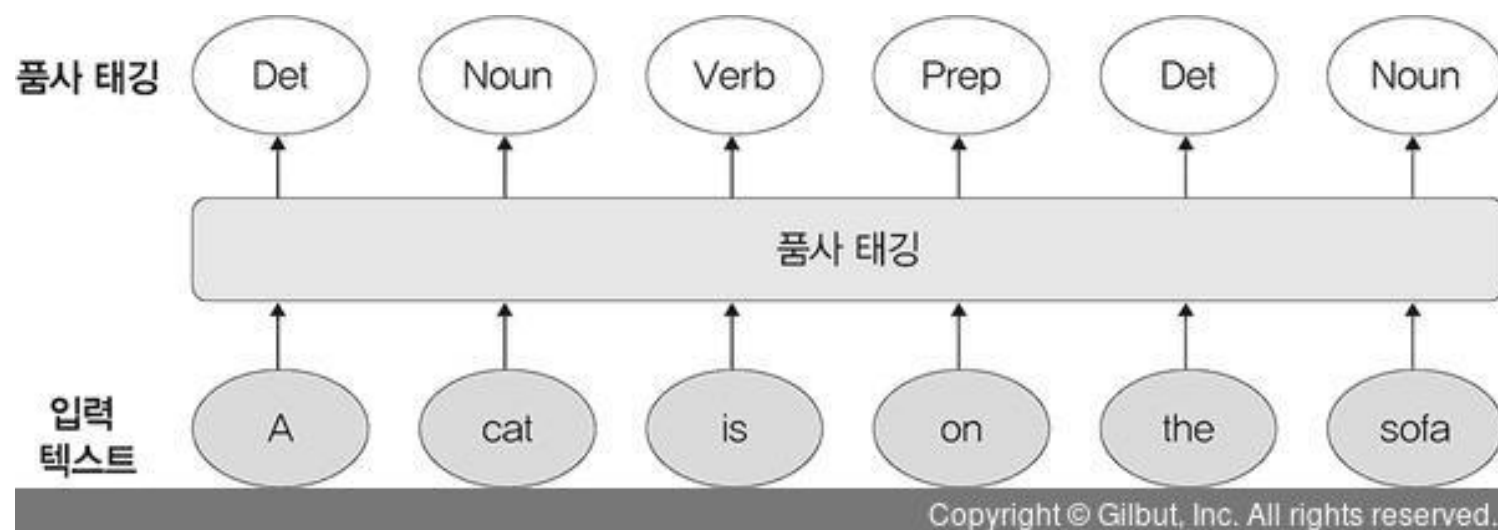 품사 태깅 Det Noun Verb Prep Det Noun
품사 태깅
입력
텍스트
A cat is on the sofa
Copyright © Gilbut, Inc. All rights reserved